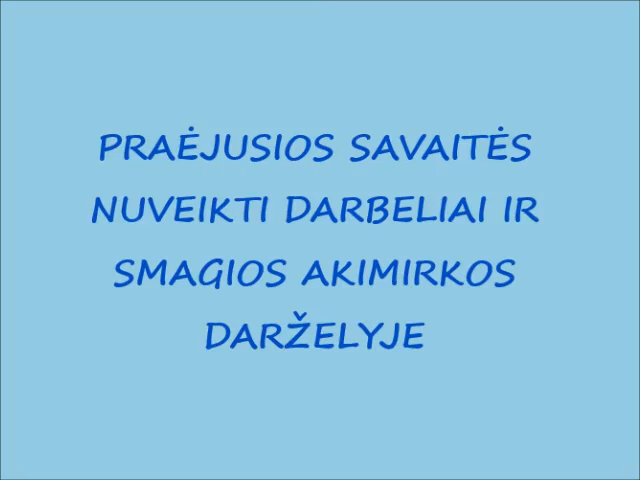 PRAĖJUSIOS SAVAITĖS
NUVEIKTI DARBELIAI IR
SMAGIOS AKIMIRKOS
DARŽELYJE